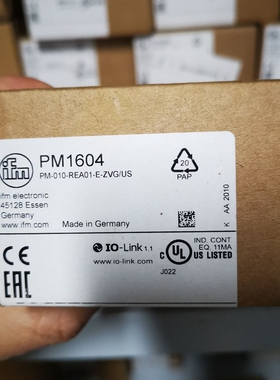 ifm
PM1604
PM-010-REA01-E-ZVG/US
ifm electronic
45128 Essen
Germany
www.ifm.com
Made in Germany
20
PAP
K
AA
2010
CE
EAC
IO-Link 1.1
www.io-link.com
C UL US
LISTED
IND. CONT.
EQ. 11MA
J022